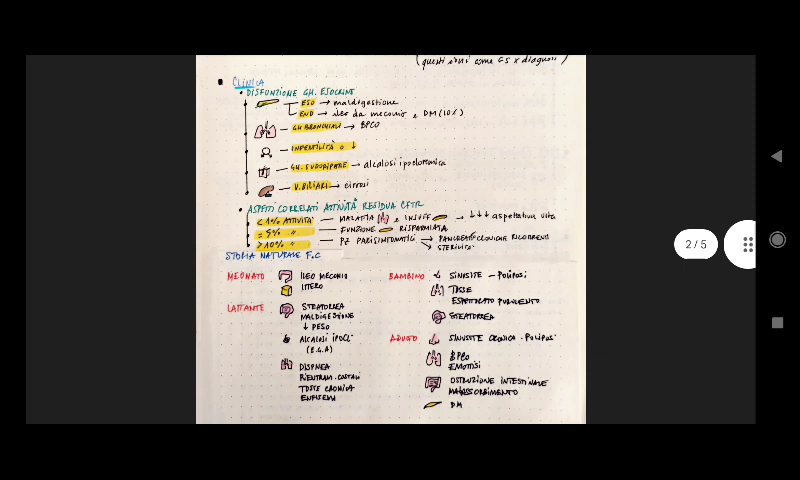 (questi sono come GS x diagnosi)
CLINICA
• DISFUNZIONE GH. ESOCRINE
ESO → maldigestione
END → ileo da meconio e DM (10%)
GH BRONCHIALI → BPCO
INFERTILITÀ o ↓
GH. SUDORIPARE → alcalosi ipocloremica
V. BILIARI → cirrosi
• ASPETTI CORRELATI ATTIVITÀ RESIDUA CFTR
< 1% ATTIVITÀ — MALATTIA E INSUFF → ↓↓↓ aspettativa vita
= 5% " — FUNZIONE RISPARMIATA
> 10% " — PZ PAUSINTOMATICI → PANCREATOCLONICHE RICORRENTI
→ STERILITÀ
STORIA NATURALE F.C
NEONATO
ILEO MECONIO
ITTERO
LATTANTE
STEATORREA
MALDIGESTIONE
↓ PESO
ALCALOSI IPOCL-
(E.G.A)
DISPNEA
RIENTRAM. COSTALI
TOSSE CRONICA
ENFISEMA
BAMBINO
SINUSITE - POLIPOSI
TOSSE
ESPETTORATO PURULENTO
STEATORREA
ADULTO
SINUSITE CRONICA - POLIPOSI
BPCO
EMOTTISI
OSTRUZIONE INTESTINALE
MALASSORBIMENTO
DM
2 / 5